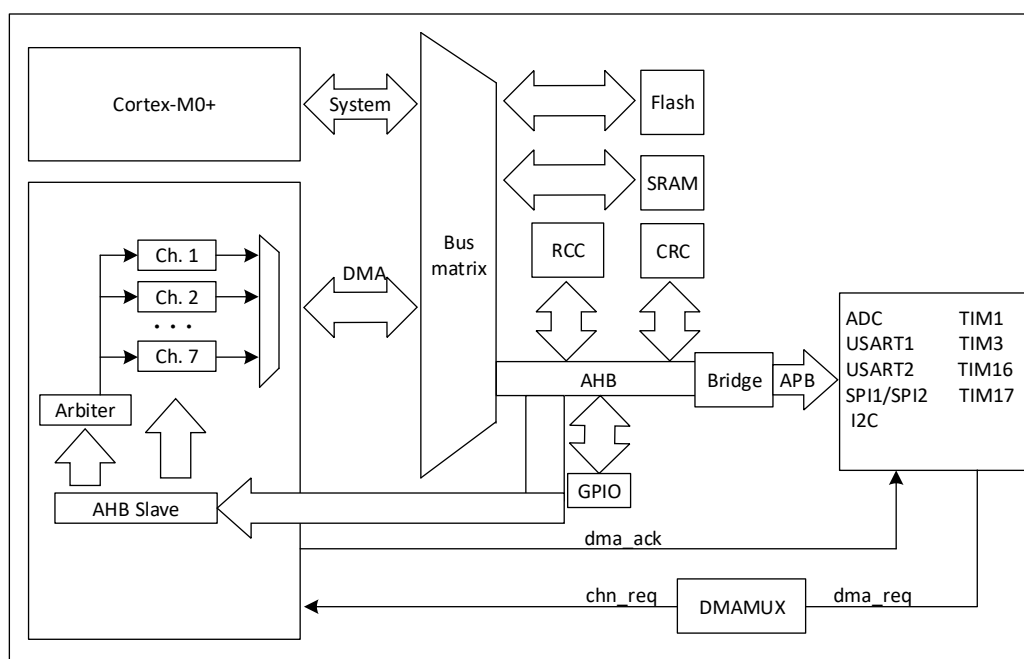 Cortex-M0+
System
Flash
SRAM
Bus
matrix
RCC
CRC
Ch. 1
Ch. 2
. . .
Ch. 7
DMA
Arbiter
AHB Slave
AHB
Bridge
APB
GPIO
ADC
USART1
USART2
SPI1/SPI2
I2C
TIM1
TIM3
TIM16
TIM17
dma_ack
chn_req
DMAMUX
dma_req